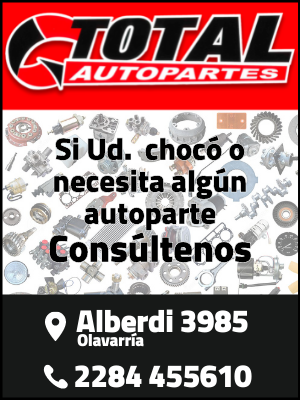 TOTAL
AUTOPARTES
Si Ud. chocó o
necesita algún
autoparte
Consúltenos
Alberdi 3985
Olavarría
2284 455610